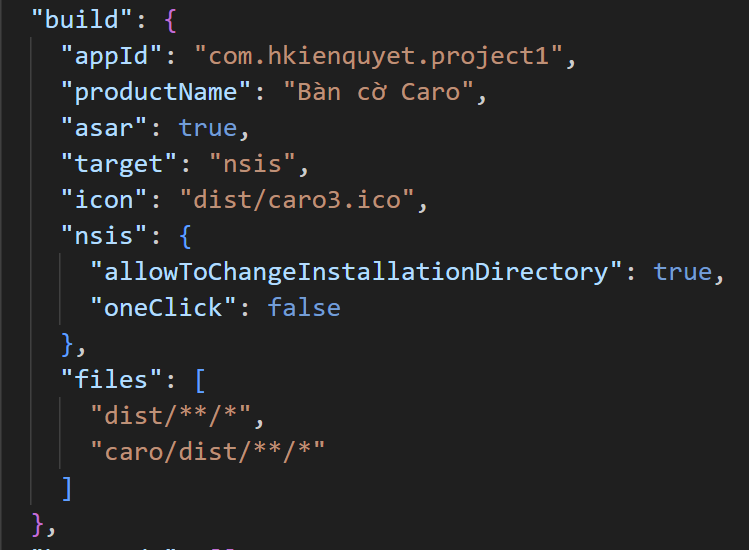 "build": {
"appId": "com.hkienquyet.project1",
"productName": "Bàn cờ Caro",
"asar": true,
"target": "nsis",
"icon": "dist/caro3.ico",
"nsis": {
"allowToChangeInstallationDirectory": true,
"oneClick": false
},
"files": [
"dist/**/*",
"caro/dist/**/*"
]
},